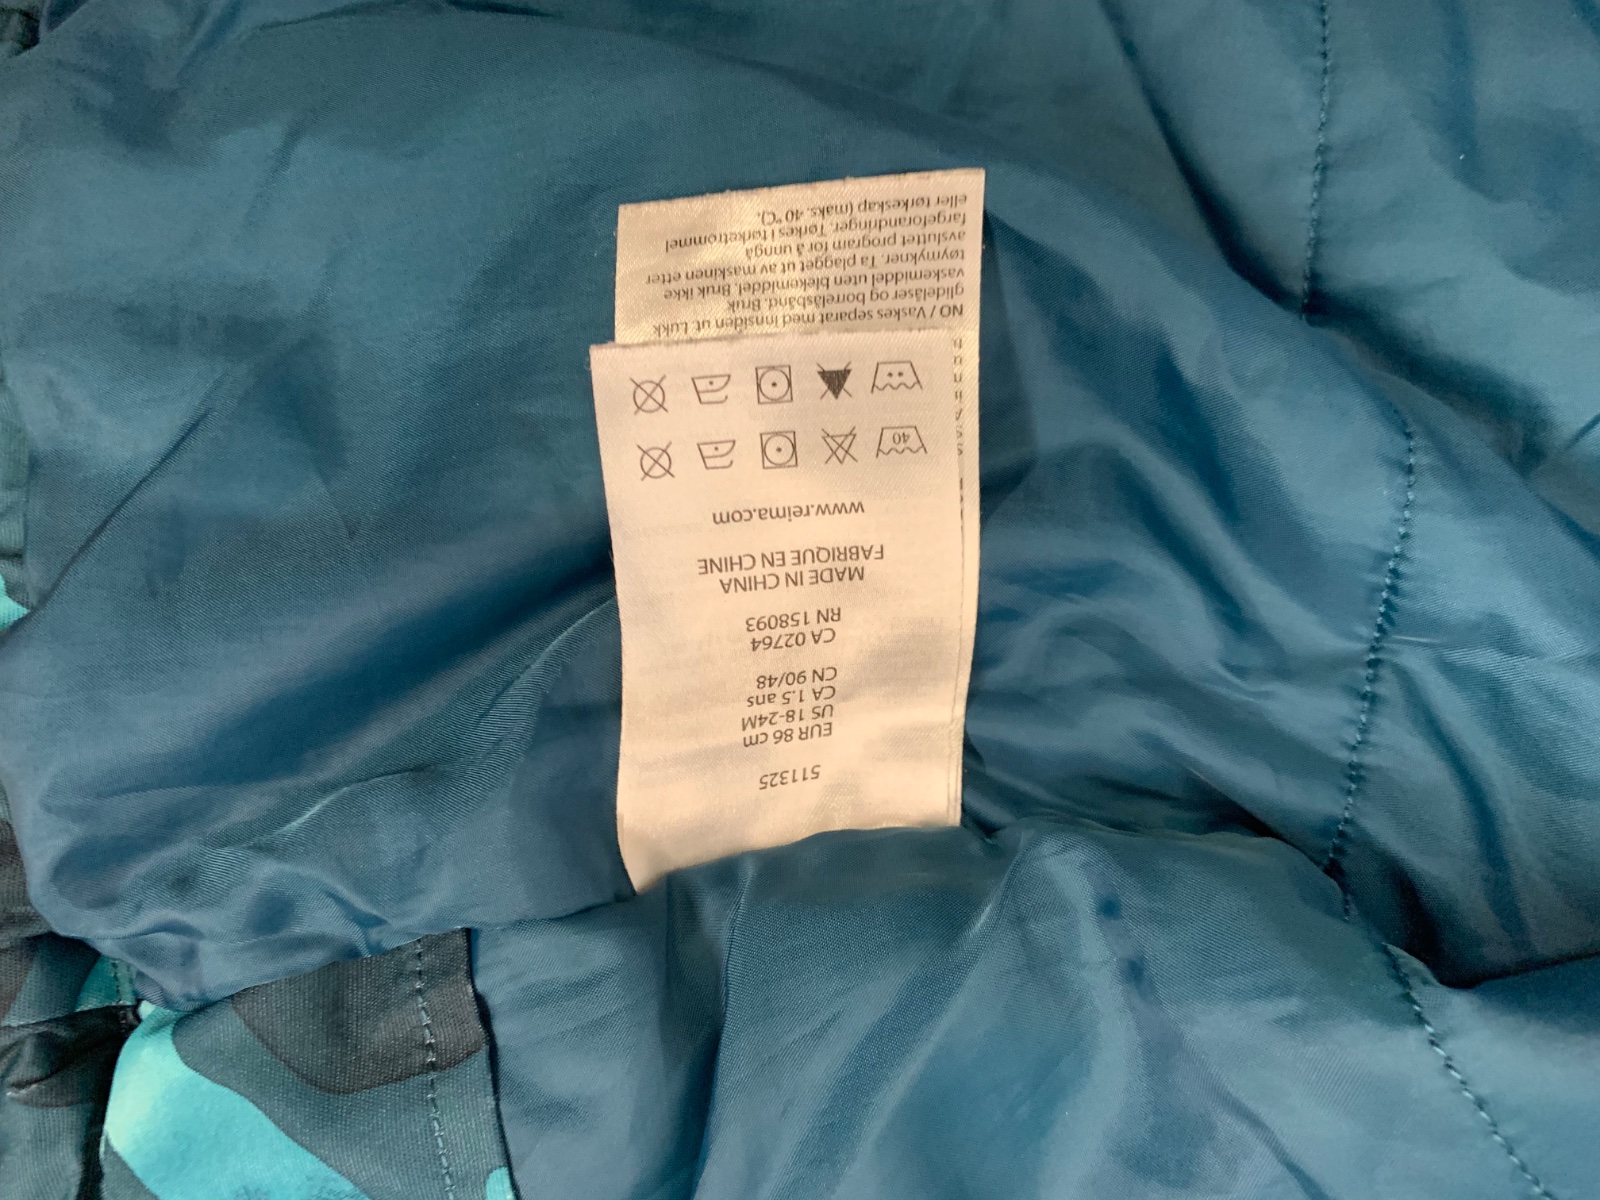 511325
EUR 86 cm
US 18-24M
CA 1.5 ans
CN 90/48
CA 02764
RN 158093
MADE IN CHINA
FABRIQUE EN CHINE
www.reima.com
40
NO / Vaskes separat med innsiden ut. Lukk
glidelåser og borrelåsbånd. Bruk
vaskemiddel uten blekemiddel. Bruk ikke
tøymykner. Ta plagget ut av maskinen etter
avsluttet program for å unngå
fargeforandringer. Tørkes i tørketrommel
eller tørkeskap (maks. 40 °C).